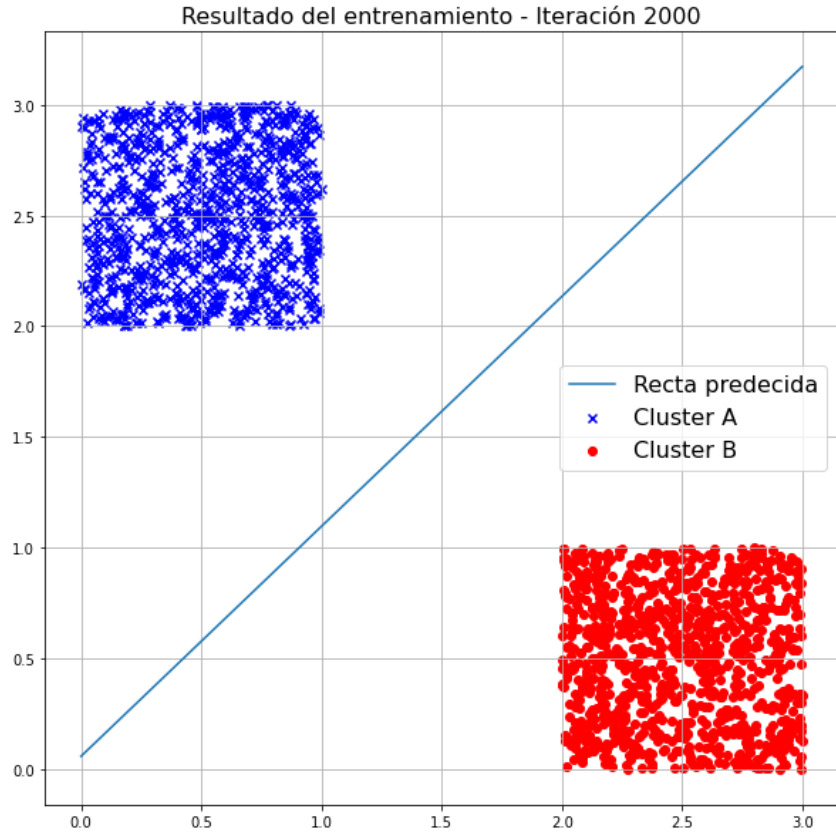 Resultado del entrenamiento - Iteración 2000
3.0
2.5
2.0
1.5
1.0
0.5
0.0
Recta predecida
Cluster A
Cluster B
0.0 0.5 1.0 1.5 2.0 2.5 3.0